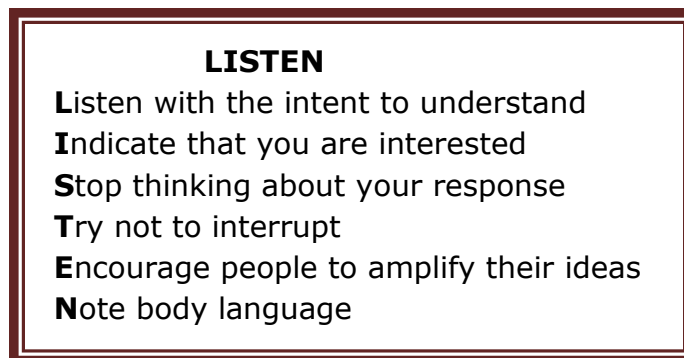 LISTEN
Listen with the intent to understand
Indicate that you are interested
Stop thinking about your response
Try not to interrupt
Encourage people to amplify their ideas
Note body language